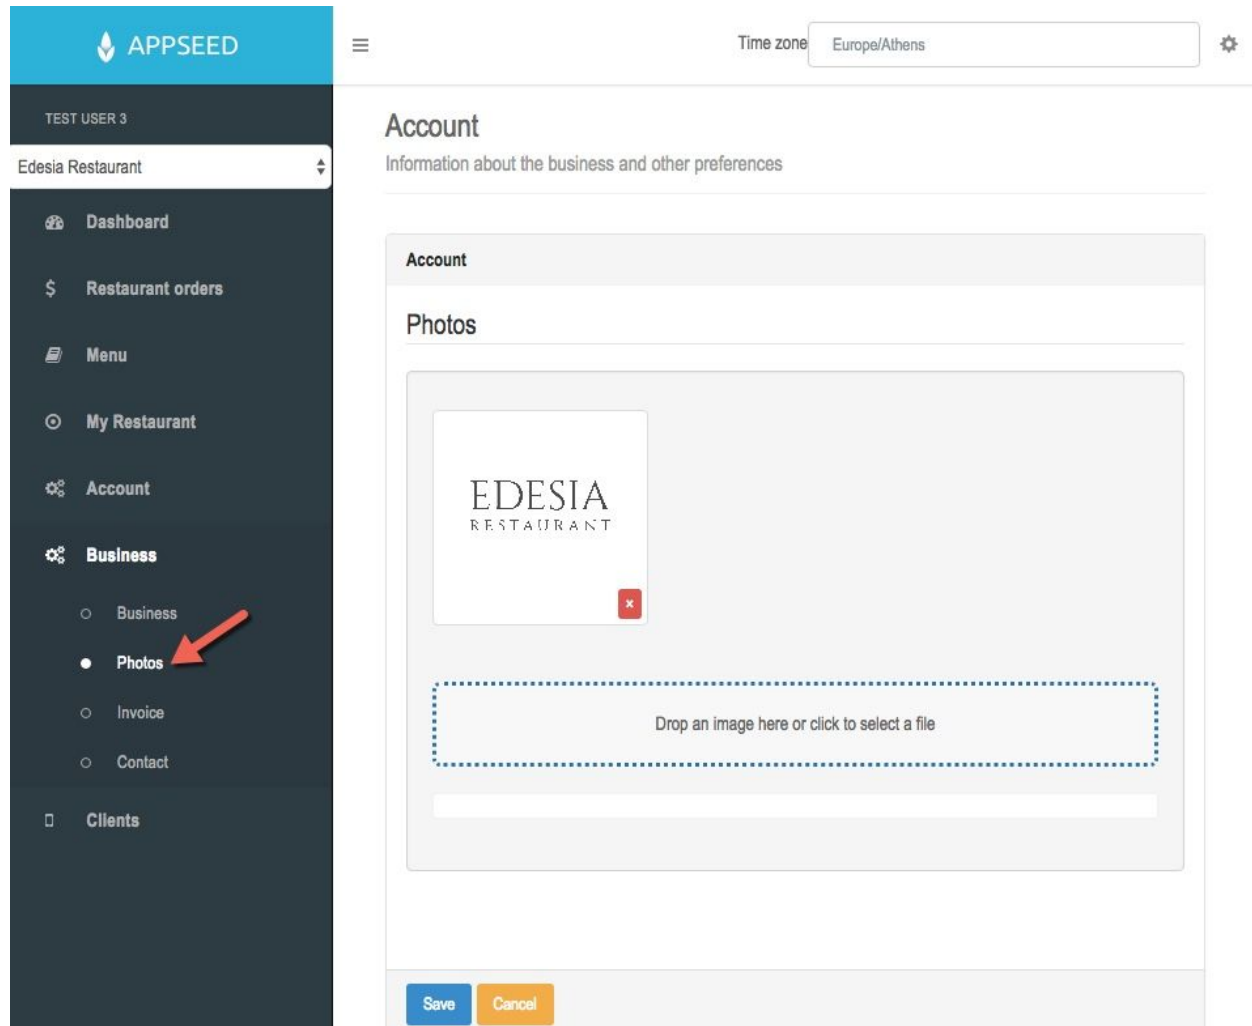 APPSEED
Time zone Europe/Athens
TEST USER 3
Edesia Restaurant
Dashboard
Restaurant orders
Menu
My Restaurant
Account
Business
Business
Photos
Invoice
Contact
Clients
Account
Information about the business and other preferences
Account
Photos
EDESIA
RESTAURANT
x
Drop an image here or click to select a file
Save Cancel